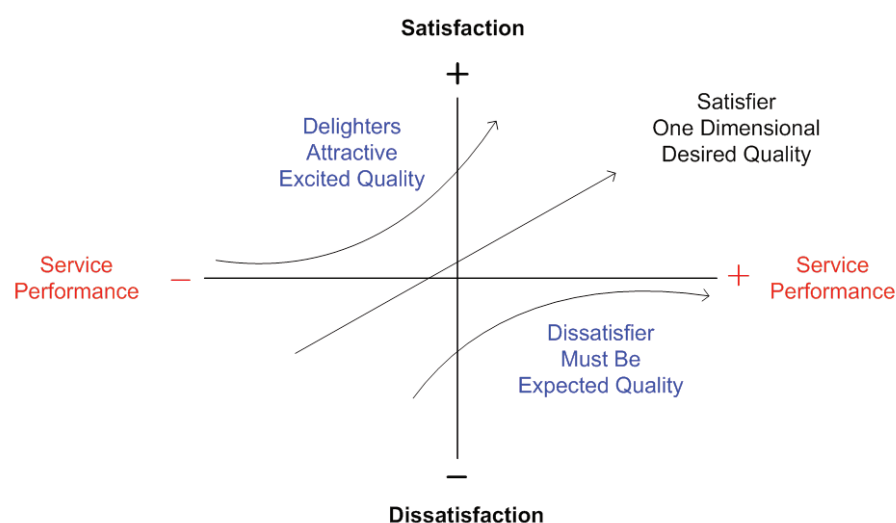 Satisfaction
+
Delighters
Attractive
Excited Quality
Satisfier
One Dimensional
Desired Quality
Service
Performance
−
+
Service
Performance
Dissatisfier
Must Be
Expected Quality
−
Dissatisfaction